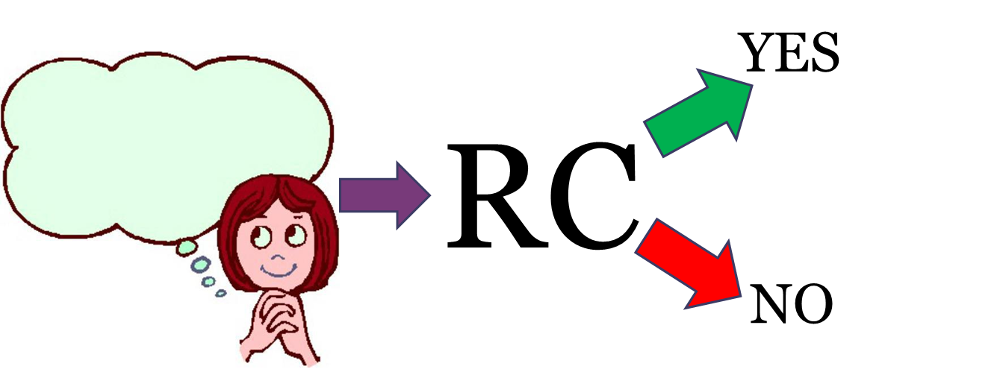 YES
RC
NO